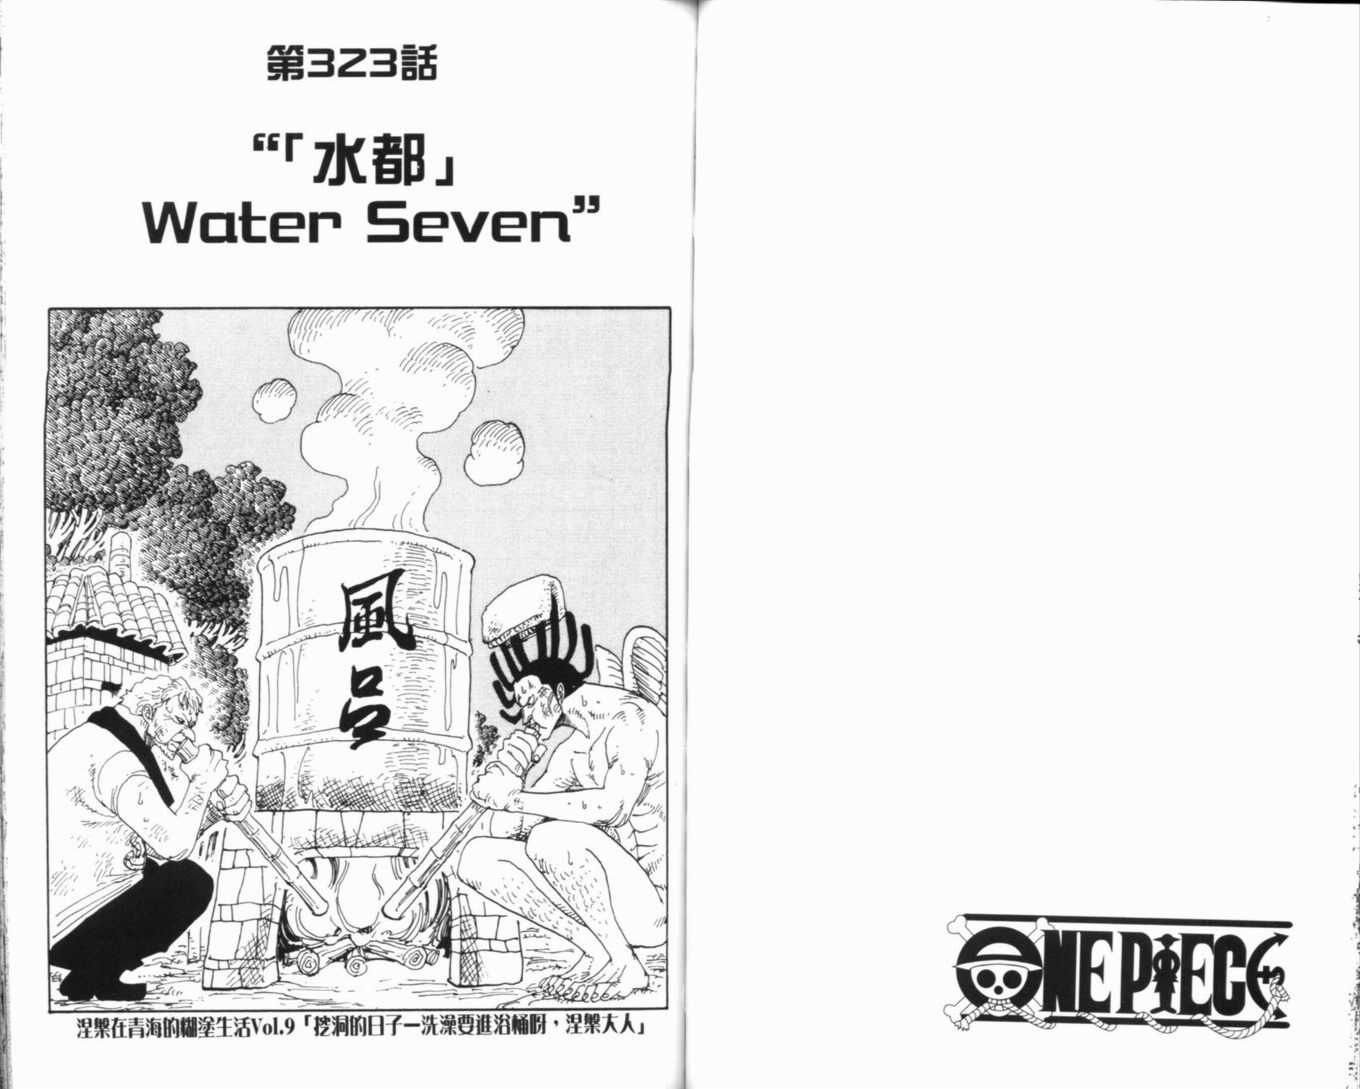 第323話
“「水都」
Water Seven”
風呂
涅槃在青海的糊塗生活Vol.9「挖洞的日子—洗澡要進浴桶呀，涅槃大人」
ONE PIECE